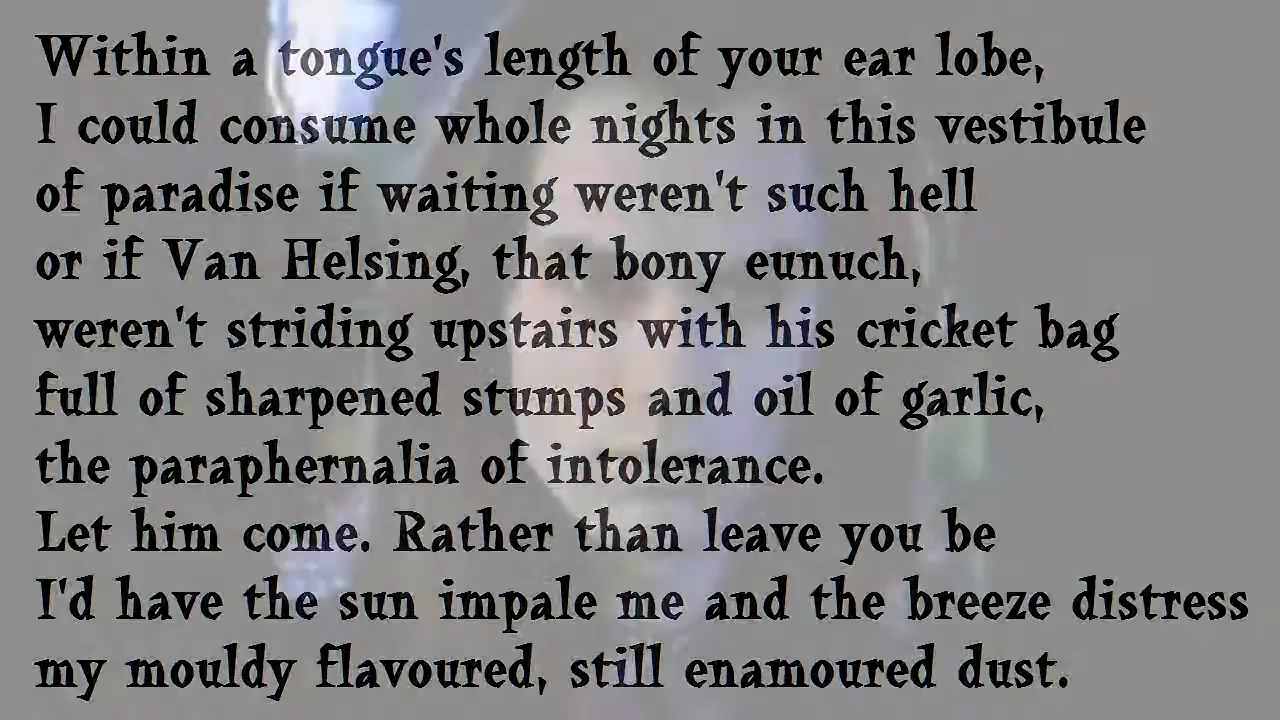 Within a tongue's length of your ear lobe,
I could consume whole nights in this vestibule
of paradise if waiting weren't such hell
or if Van Helsing, that bony eunuch,
weren't striding upstairs with his cricket bag
full of sharpened stumps and oil of garlic,
the paraphernalia of intolerance.
Let him come. Rather than leave you be
I'd have the sun impale me and the breeze distress
my mouldy flavoured, still enamoured dust.